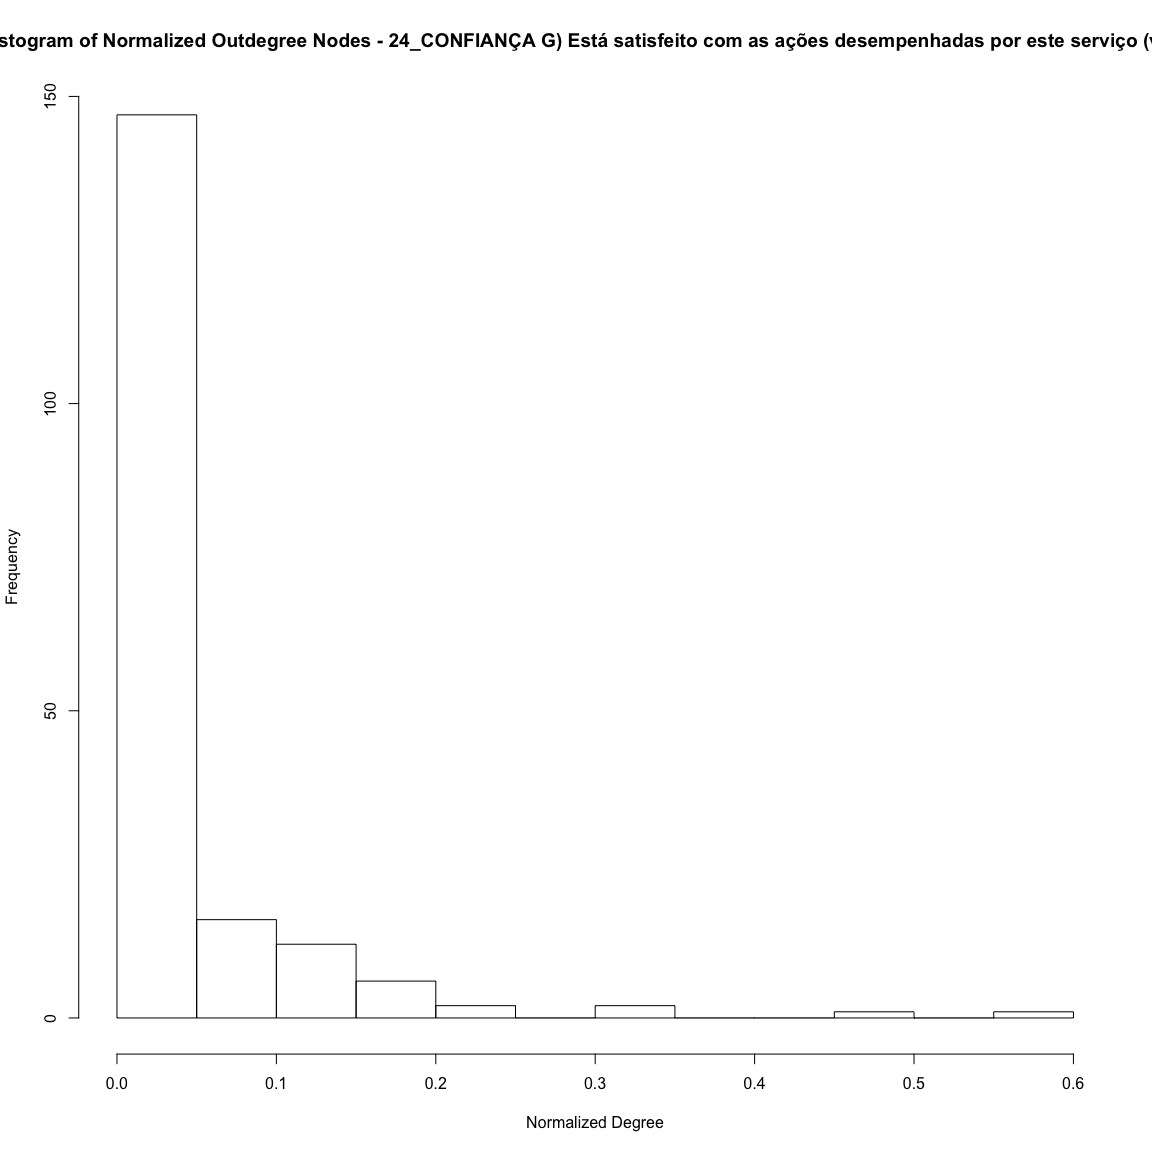 stogram of Normalized Outdegree Nodes - 24_CONFIANÇA G) Está satisfeito com as ações desempenhadas por este serviço (v
150
100
50
0
Frequency
0.0 0.1 0.2 0.3 0.4 0.5 0.6
Normalized Degree